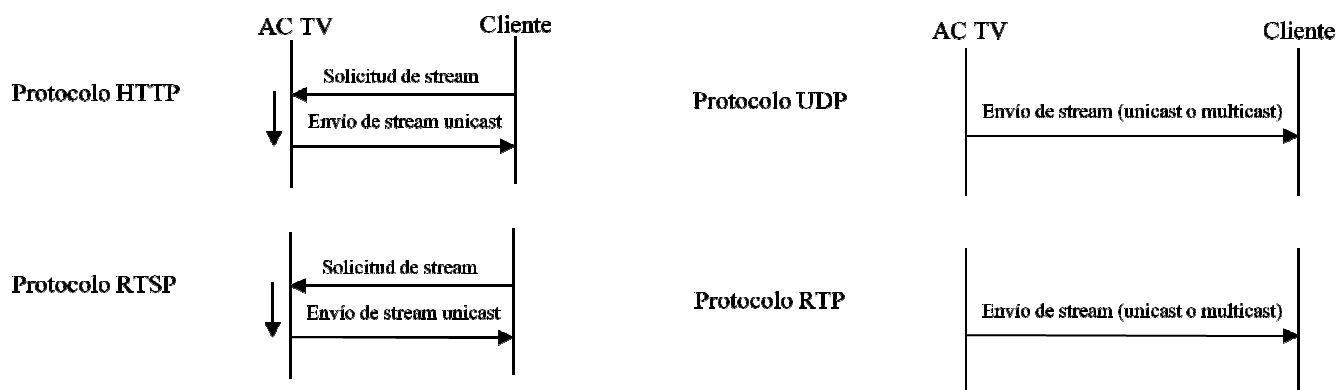 AC TV
Cliente
Protocolo HTTP
Solicitud de stream
Envío de stream unicast
Protocolo RTSP
Solicitud de stream
Envío de stream unicast
AC TV
Cliente
Protocolo UDP
Envío de stream (unicast o multicast)
Protocolo RTP
Envío de stream (unicast o multicast)